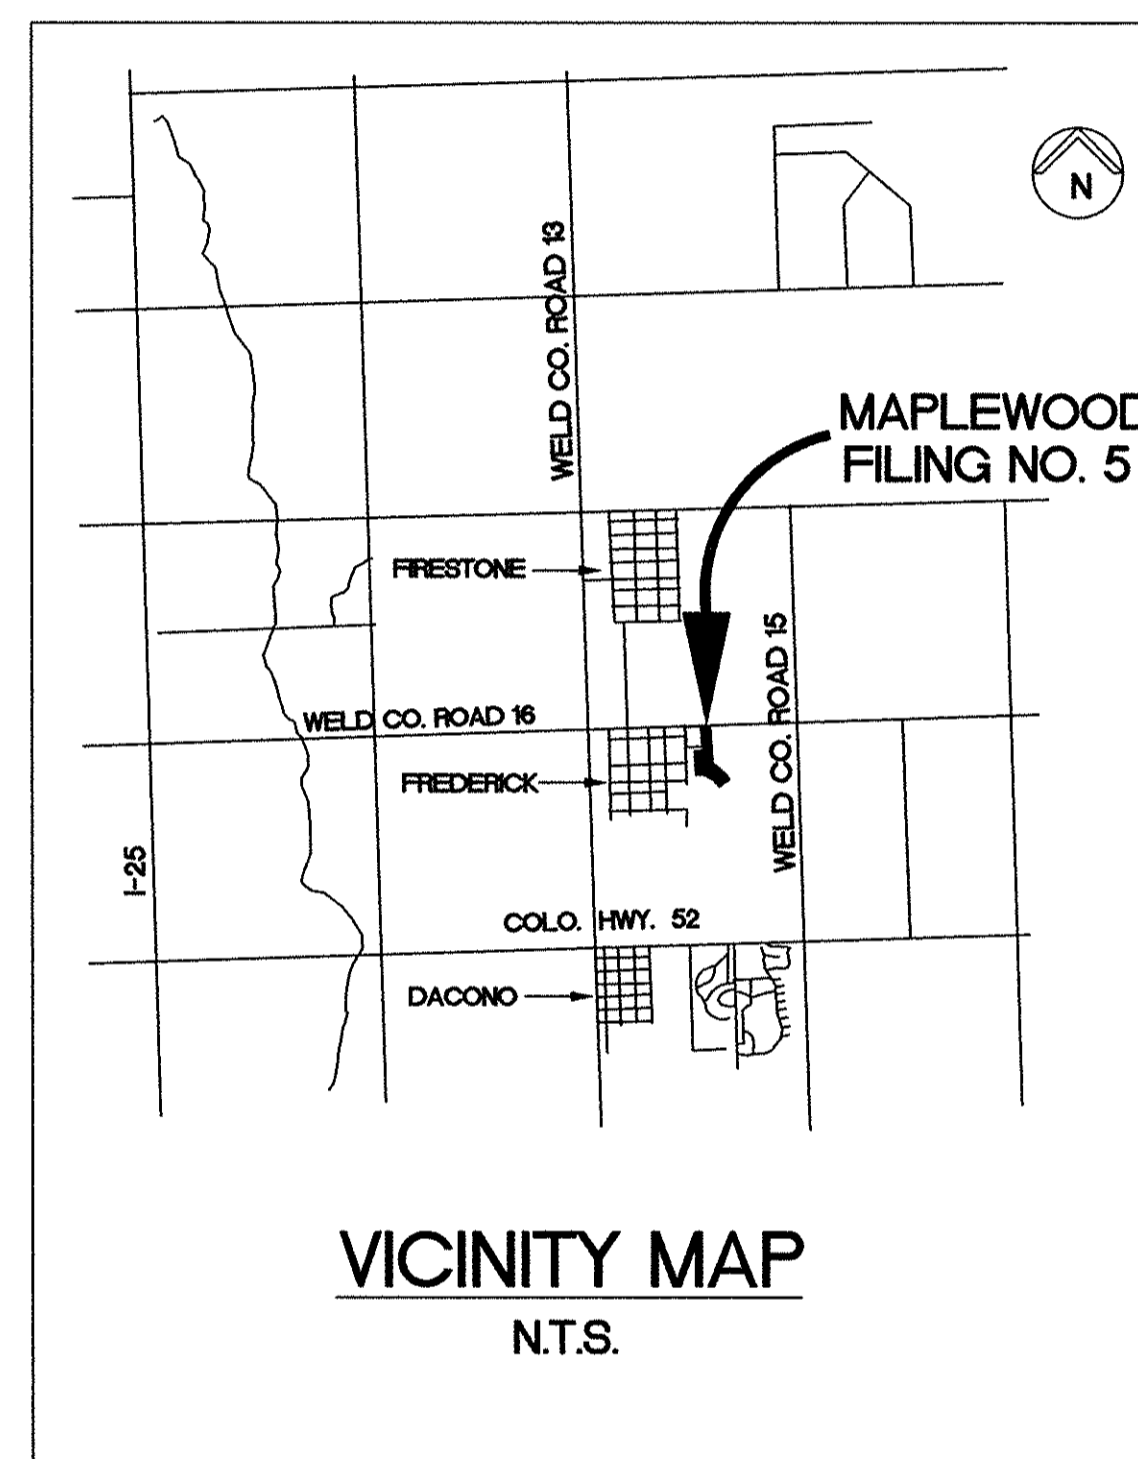 N
WELD CO. ROAD 13
MAPLEWOOD
FILING NO. 5
FIRESTONE
WELD CO. ROAD 15
WELD CO. ROAD 16
FREDERICK
I-25
COLO. HWY. 52
DACONO
VICINITY MAP
N.T.S.